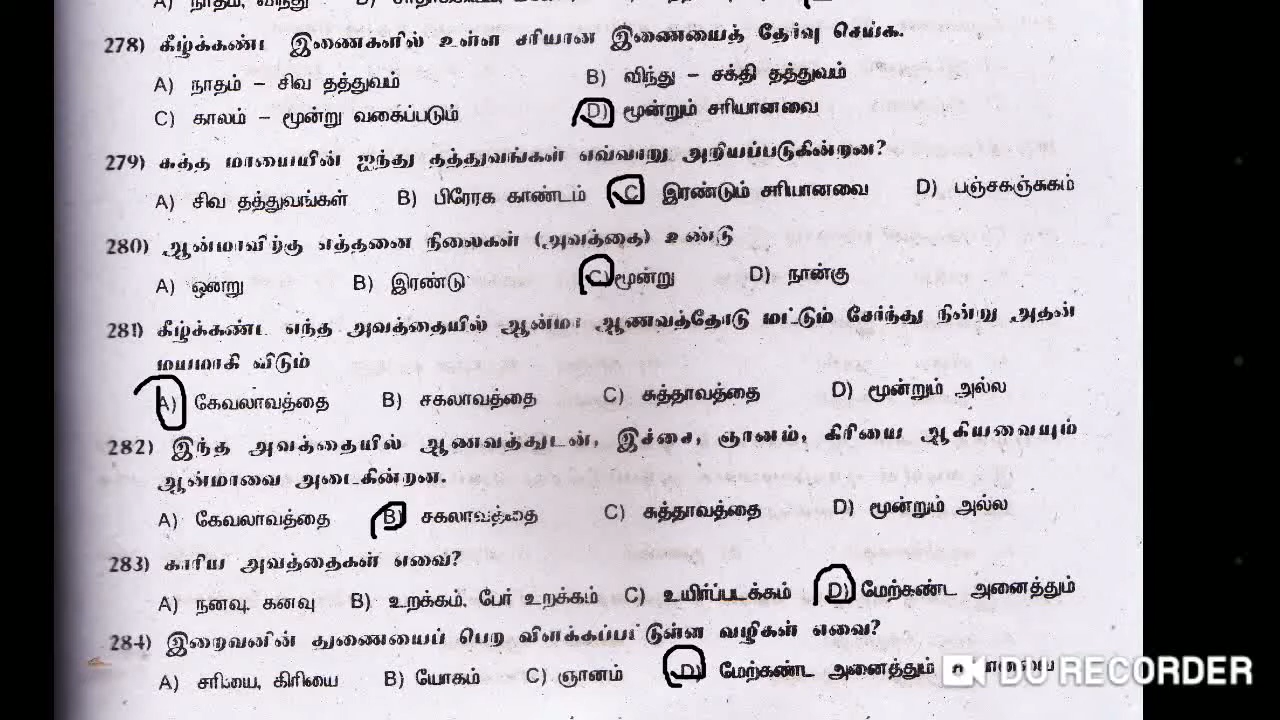 A) நாதம், விந்து
278) கீழ்க்கண்ட இணைகளில் உள்ள சரியான இணையைத் தேர்வு செய்க.
A) நாதம் – சிவ தத்துவம் B) விந்து – சக்தி தத்துவம்
C) காலம் – மூன்று வகைப்படும் D) மூன்றும் சரியானவை
279) சுத்த மாயையின் ஐந்து தத்துவங்கள் எவ்வாறு அறியப்படுகின்றன?
A) சிவ தத்துவங்கள் B) பிரேரக காண்டம் C) இரண்டும் சரியானவை D) பஞ்சகஞ்சுகம்
280) ஆன்மாவிற்கு எத்தனை நிலைகள் (அவத்தை) உண்டு
A) ஒன்று B) இரண்டு C) மூன்று D) நான்கு
281) கீழ்க்கண்ட எந்த அவத்தையில் ஆன்மா ஆணவத்தோடு மட்டும் சேர்ந்து நின்று அதன்
மயமாகி விடும்
A) கேவலாவத்தை B) சகலாவத்தை C) சுத்தாவத்தை D) மூன்றும் அல்ல
282) இந்த அவத்தையில் ஆணவத்துடன், இச்சை, ஞானம், கிரியை ஆகியவையும்
ஆன்மாவை அடைகின்றன.
A) கேவலாவத்தை B) சகலாவத்தை C) சுத்தாவத்தை D) மூன்றும் அல்ல
283) காரிய அவத்தைகள் எவை?
A) நனவு, கனவு B) உறக்கம், பேர் உறக்கம் C) உயிர்ப்படக்கம் D) மேற்கண்ட அனைத்தும்
284) இறைவனின் துணையைப் பெற விளக்கப்பட்டுள்ள வழிகள் எவை?
A) சரியை, கிரியை B) யோகம் C) ஞானம் D) மேற்கண்ட அனைத்தும்
DU RECORDER